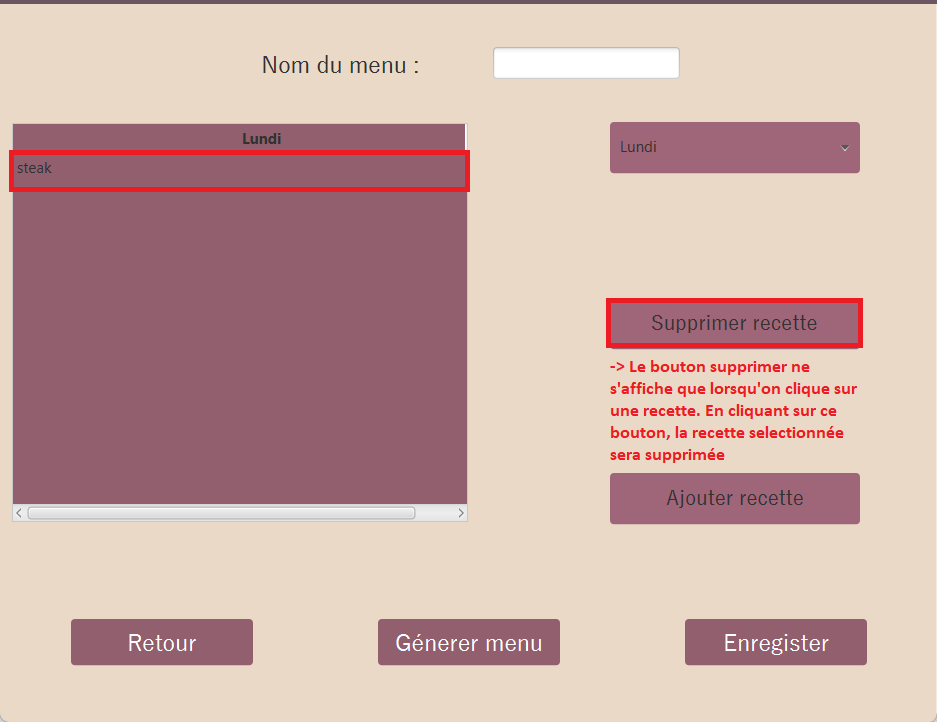 Nom du menu :
Lundi
steak
Lundi
Supprimer recette
-> Le bouton supprimer ne
s'affiche que lorsqu'on clique sur
une recette. En cliquant sur ce
bouton, la recette selectionnée
sera supprimée
Ajouter recette
Retour
Génerer menu
Enregister